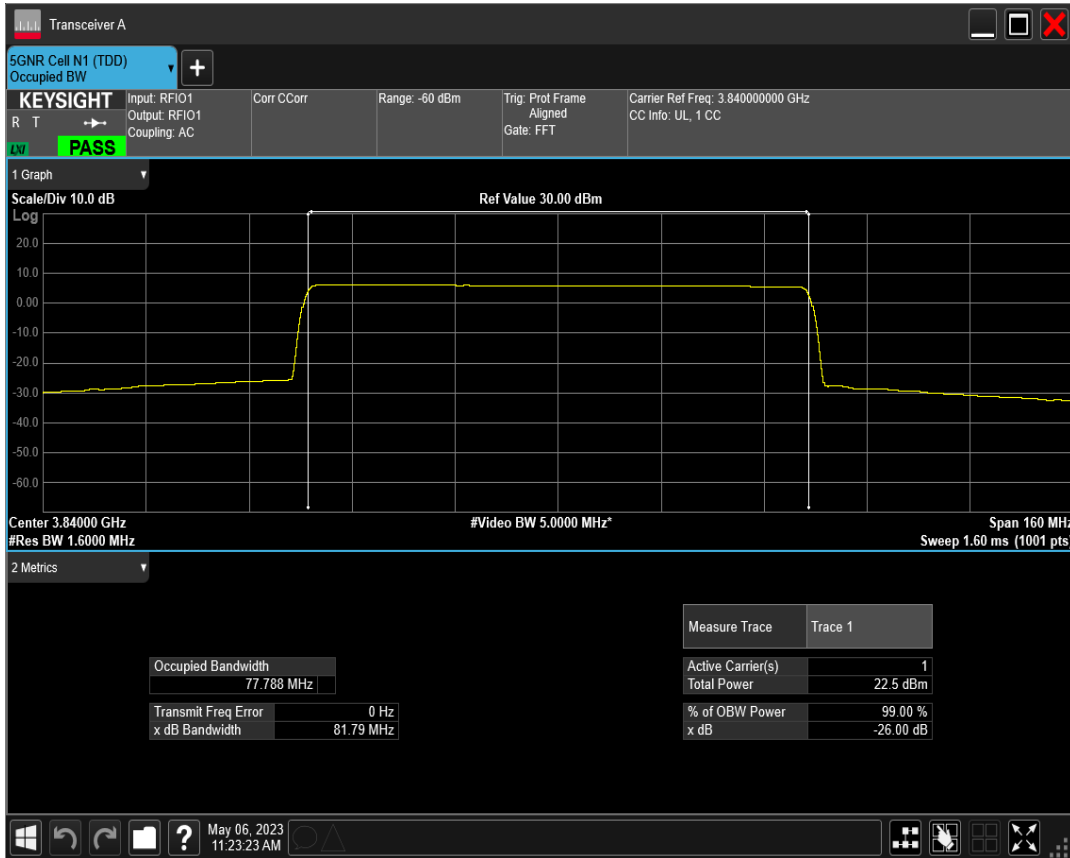 Transceiver A
5GNR Cell N1 (TDD)
Occupied BW
+
KEYSIGHT
R T
LXI
PASS
Input: RFIO1
Output: RFIO1
Coupling: AC
Corr CCorr
Range: -60 dBm
Trig: Prot Frame
Aligned
Gate: FFT
Carrier Ref Freq: 3.840000000 GHz
CC Info: UL, 1 CC
1 Graph
Scale/Div 10.0 dB
Ref Value 30.00 dBm
Log
20.0
10.0
0.00
-10.0
-20.0
-30.0
-40.0
-50.0
-60.0
Center 3.84000 GHz
#Video BW 5.0000 MHz*
Span 160 MHz
#Res BW 1.6000 MHz
Sweep 1.60 ms (1001 pts)
2 Metrics
Measure Trace Trace 1
Occupied Bandwidth
77.788 MHz
Active Carrier(s) 1
Total Power 22.5 dBm
Transmit Freq Error 0 Hz
x dB Bandwidth 81.79 MHz
% of OBW Power 99.00 %
x dB -26.00 dB
?
May 06, 2023
11:23:23 AM